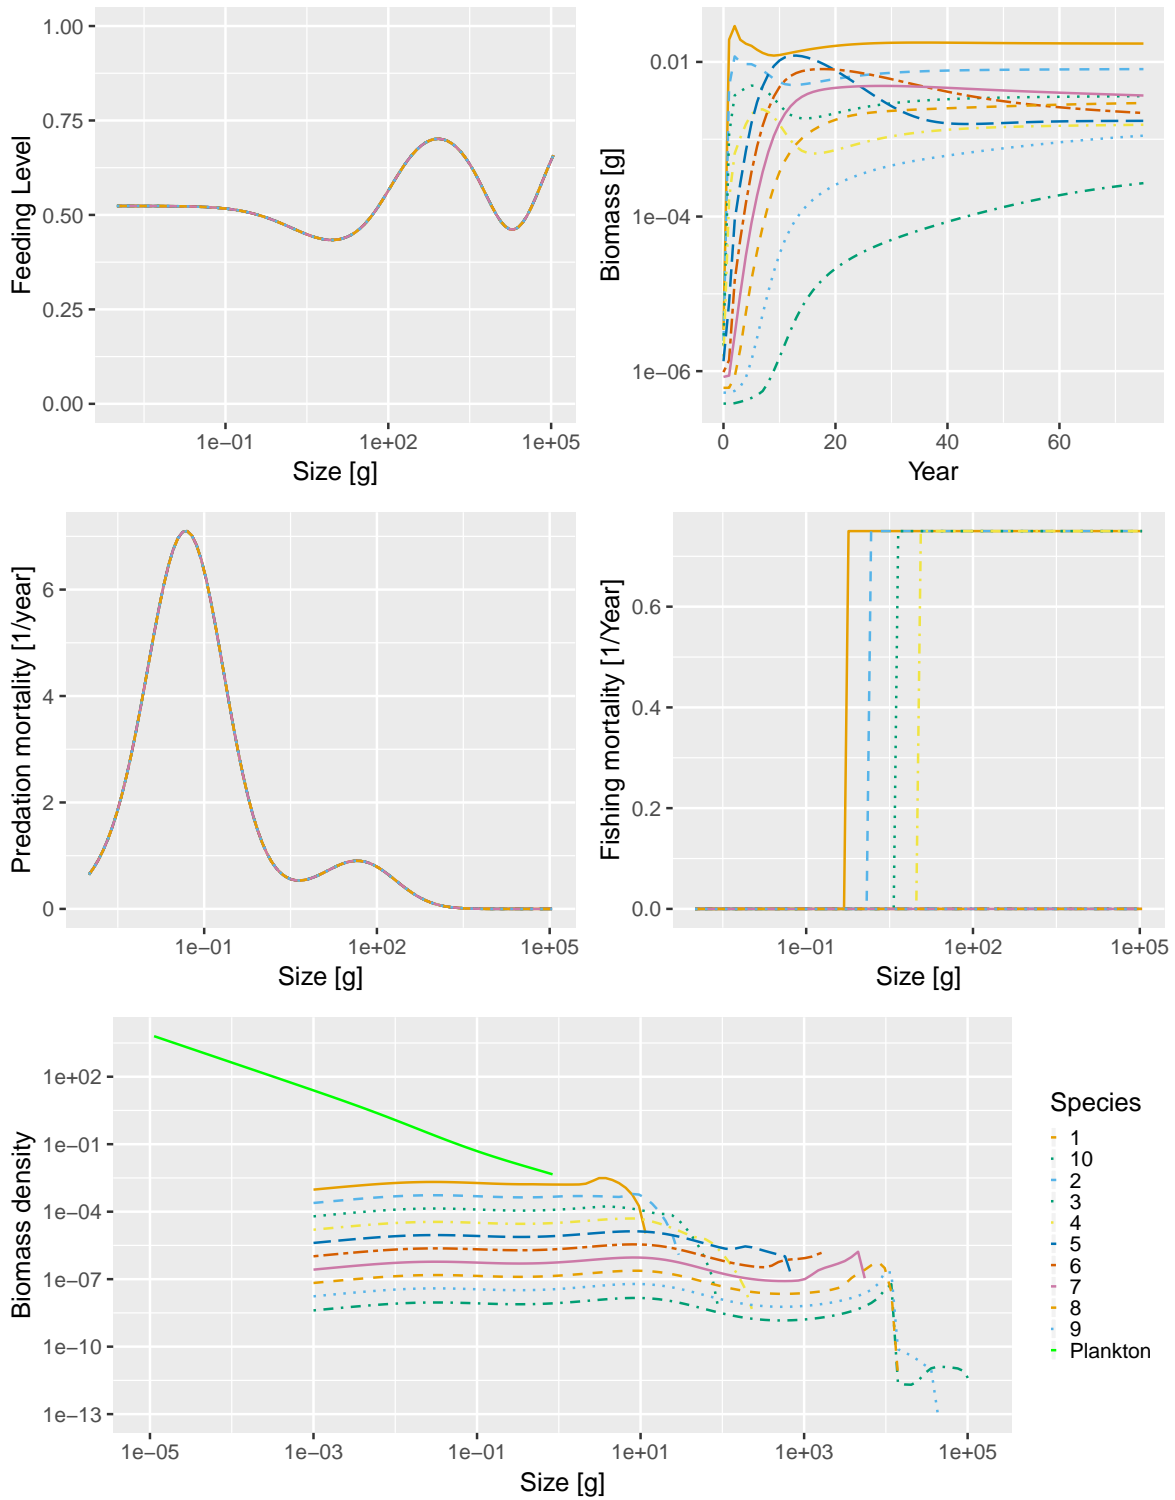 Feeding Level
1.00
0.75
0.50
0.25
0.00
1e−01
1e+02
1e+05
Size [g]
Biomass [g]
0.01
1e−04
1e−06
0
20
40
60
Year
Predation mortality [1/year]
6
4
2
0
1e−01
1e+02
1e+05
Size [g]
Fishing mortality [1/Year]
0.6
0.4
0.2
0.0
1e−01
1e+02
1e+05
Size [g]
Biomass density
1e+02
1e−01
1e−04
1e−07
1e−10
1e−13
1e−05
1e−03
1e−01
1e+01
1e+03
1e+05
Size [g]
Species
1
10
2
3
4
5
6
7
8
9
Plankton